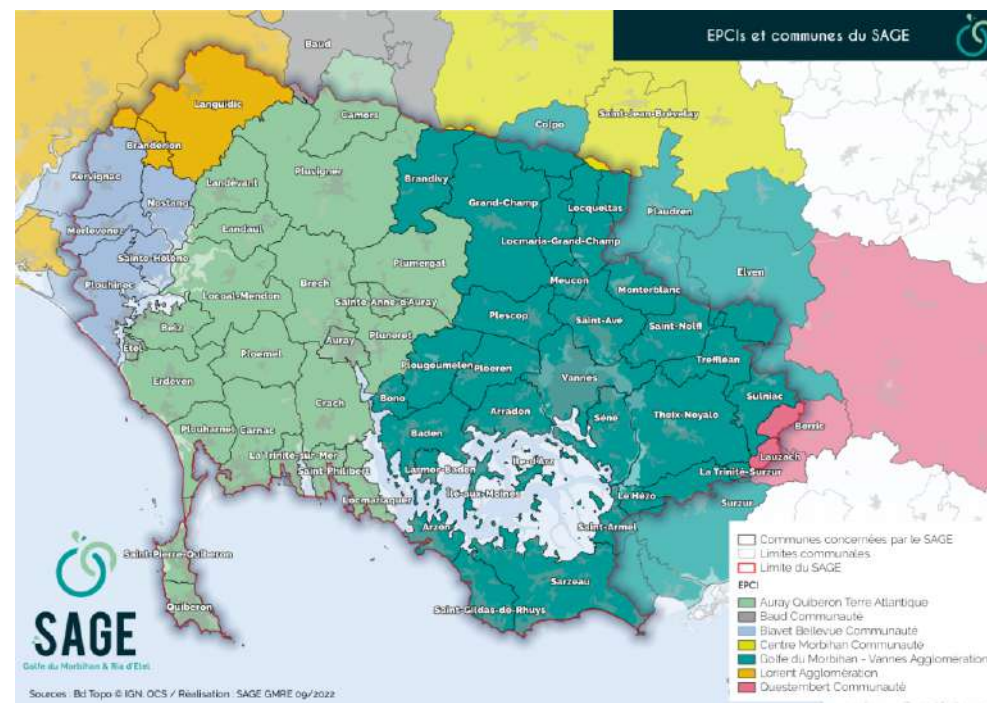 EPCIs et communes du SAGE
Baud
Languidic
Camors
Colpo
Saint-Jean-Brévelay
Branderion
Kervignac
Pluvigner
Brandivy
Landévant
Nostang
Grand-Champ
Locqueltas
Plaudren
Merlevenez
Landaul
Locmaria-Grand-Champ
Sainte-Hélène
Plumergat
Elven
Plouhinec
Brech
Meucon
Monterblanc
Locoal-Mendon
Sainte-Anne-d'Auray
Plescop
Saint-Avé
Saint-Nolff
Belz
Pluneret
Étel
Auray
Ploemel
Treffléan
Plougoumelen
Ploeren
Vannes
Erdeven
Sulniac
Bono
Crach
Arradon
Séné
Theix-Noyalo
Berric
Plouharnel
Carnac
Baden
Lauzach
La Trinité-sur-Mer
Île-d'Arz
Saint-Philibert
Larmor-Baden
La Trinité-Surzur
Île-aux-Moines
Locmariaquer
Le Hézo
Surzur
Arzon
Saint-Armel
Saint-Pierre-Quiberon
Sarzeau
Quiberon
Saint-Gildas-de-Rhuys
SAGE
Golfe du Morbihan & Ria d'Etel
Communes concernées par le SAGE
Limites communales
Limite du SAGE
EPCI
Auray Quiberon Terre Atlantique
Baud Communauté
Blavet Bellevue Communauté
Centre Morbihan Communauté
Golfe du Morbihan - Vannes Agglomération
Lorient Agglomération
Questembert Communauté
Sources : Bd Topo © IGN, OCS / Réalisation : SAGE GMRE 09/2022